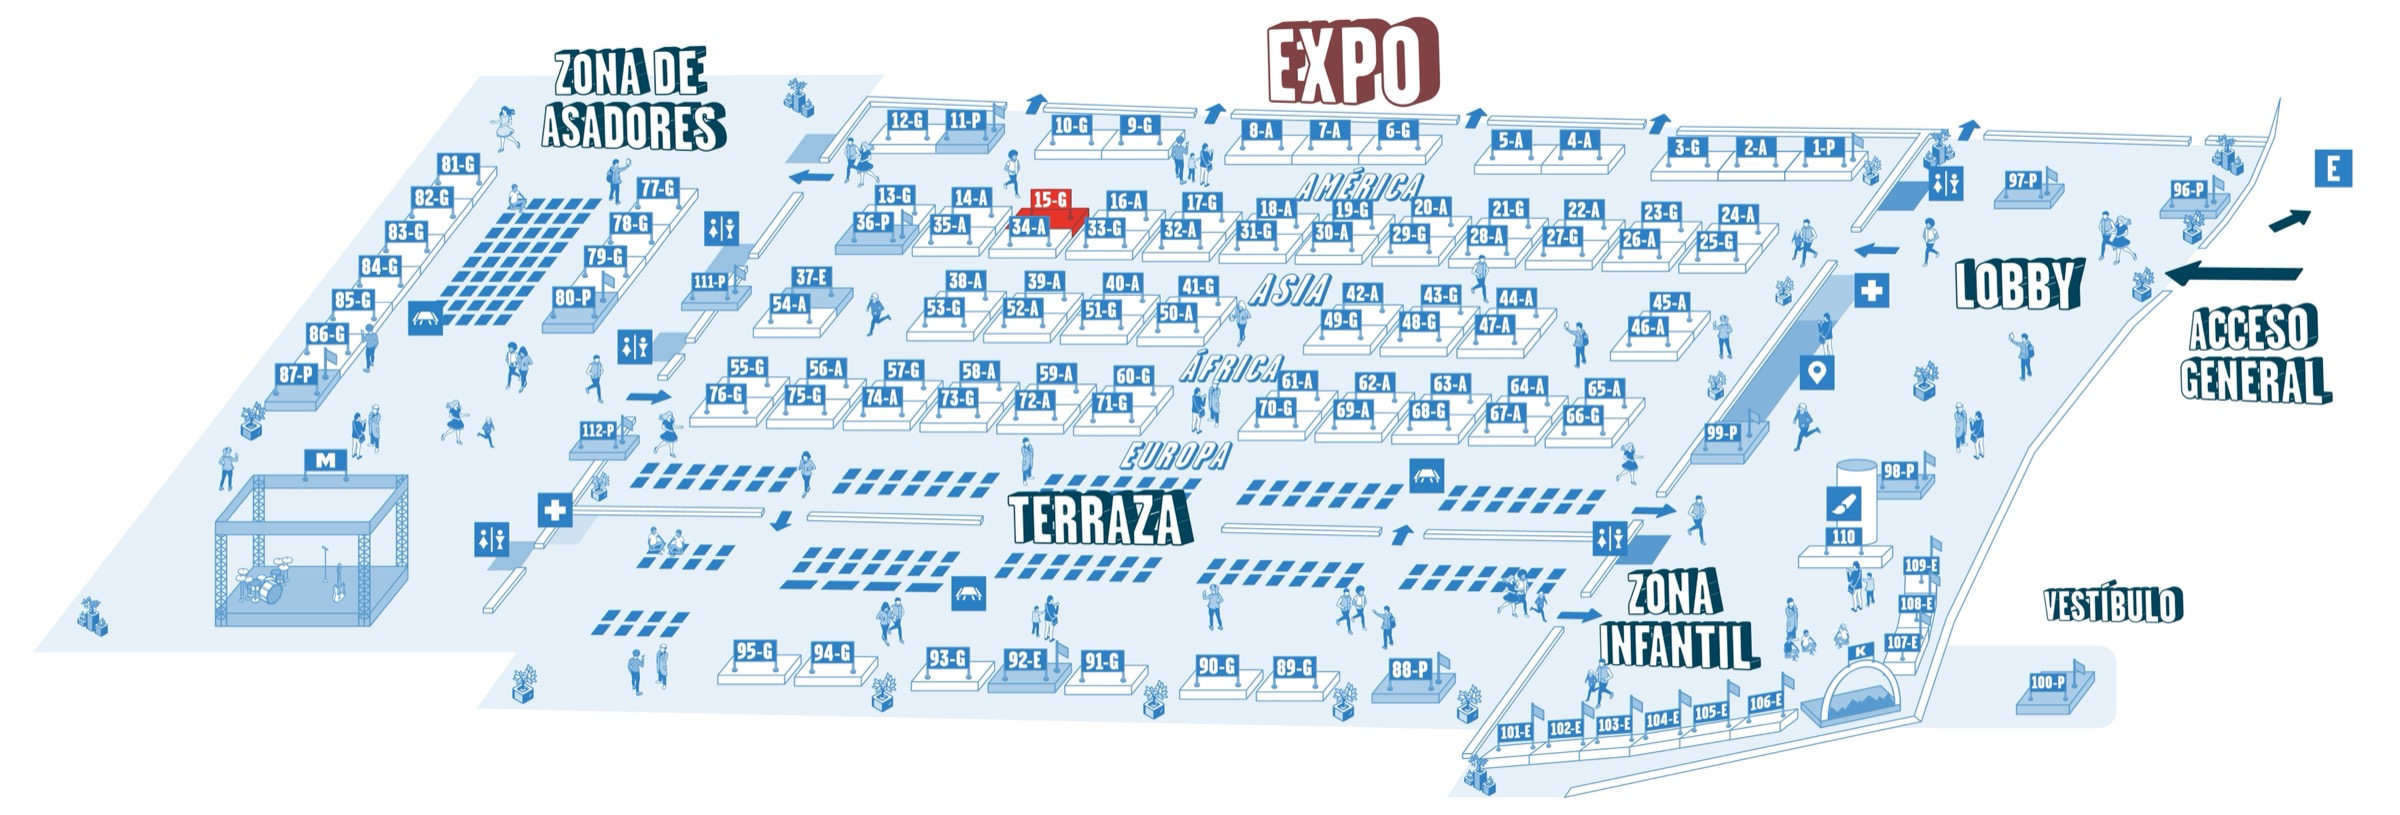 EXPO
ZONA DE
ASADORES
12-G 11-P 10-G 9-G 8-A 7-A 6-G 5-A 4-A 3-G 2-A 1-P
AMÉRICA
13-G 14-A 15-G 16-A 17-G 18-A 19-G 20-A 21-G 22-A 23-G 24-A
36-P 35-A 34-A 33-G 32-A 31-G 30-A 29-G 28-A 27-G 26-A 25-G
ASIA
37-E 38-A 39-A 40-A 41-G 42-A 43-G 44-A 45-A
54-A 53-G 52-A 51-G 50-A 49-G 48-G 47-A 46-A
ÁFRICA
55-G 56-A 57-G 58-A 59-A 60-G 61-A 62-A 63-A 64-A 65-A
76-G 75-G 74-A 73-G 72-A 71-G 70-G 69-A 68-G 67-A 66-G
EUROPA
81-G
82-G
83-G
84-G
85-G
86-G
87-P
77-G
78-G
79-G
80-P
111-P
112-P
M
TERRAZA
95-G 94-G 93-G 92-E 91-G 90-G 89-G 88-P
ZONA
INFANTIL
101-E 102-E 103-E 104-E 105-E 106-E
K
107-E
108-E
109-E
110
98-P
99-P
97-P
96-P
LOBBY
E
ACCESO
GENERAL
VESTÍBULO
100-P